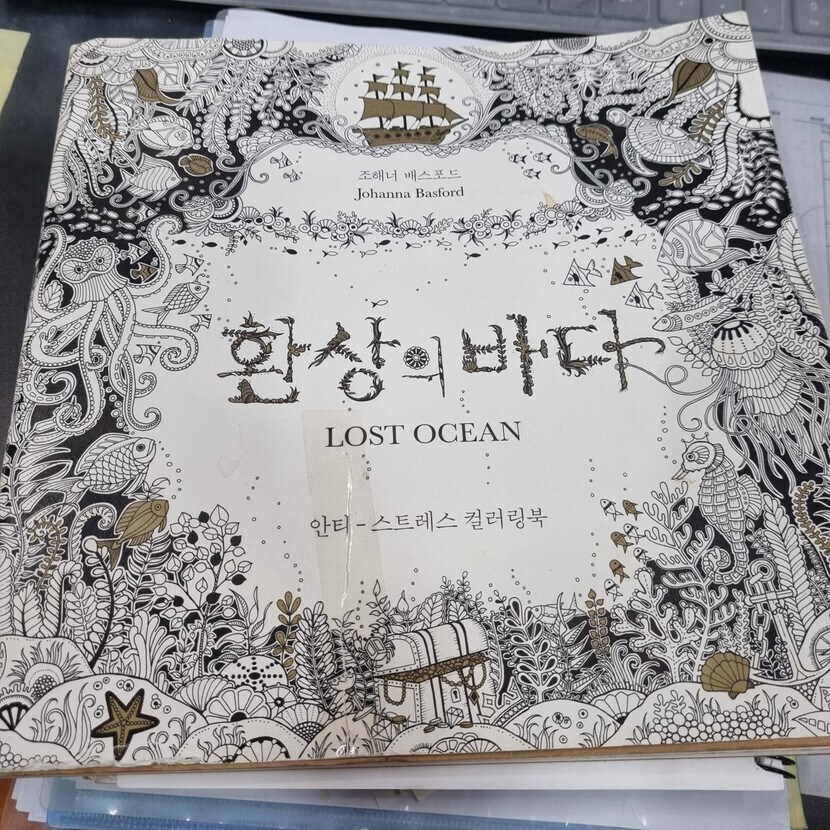 조해너 배스포드
Johanna Basford
환상의 바다
LOST OCEAN
안티-스트레스 컬러링북